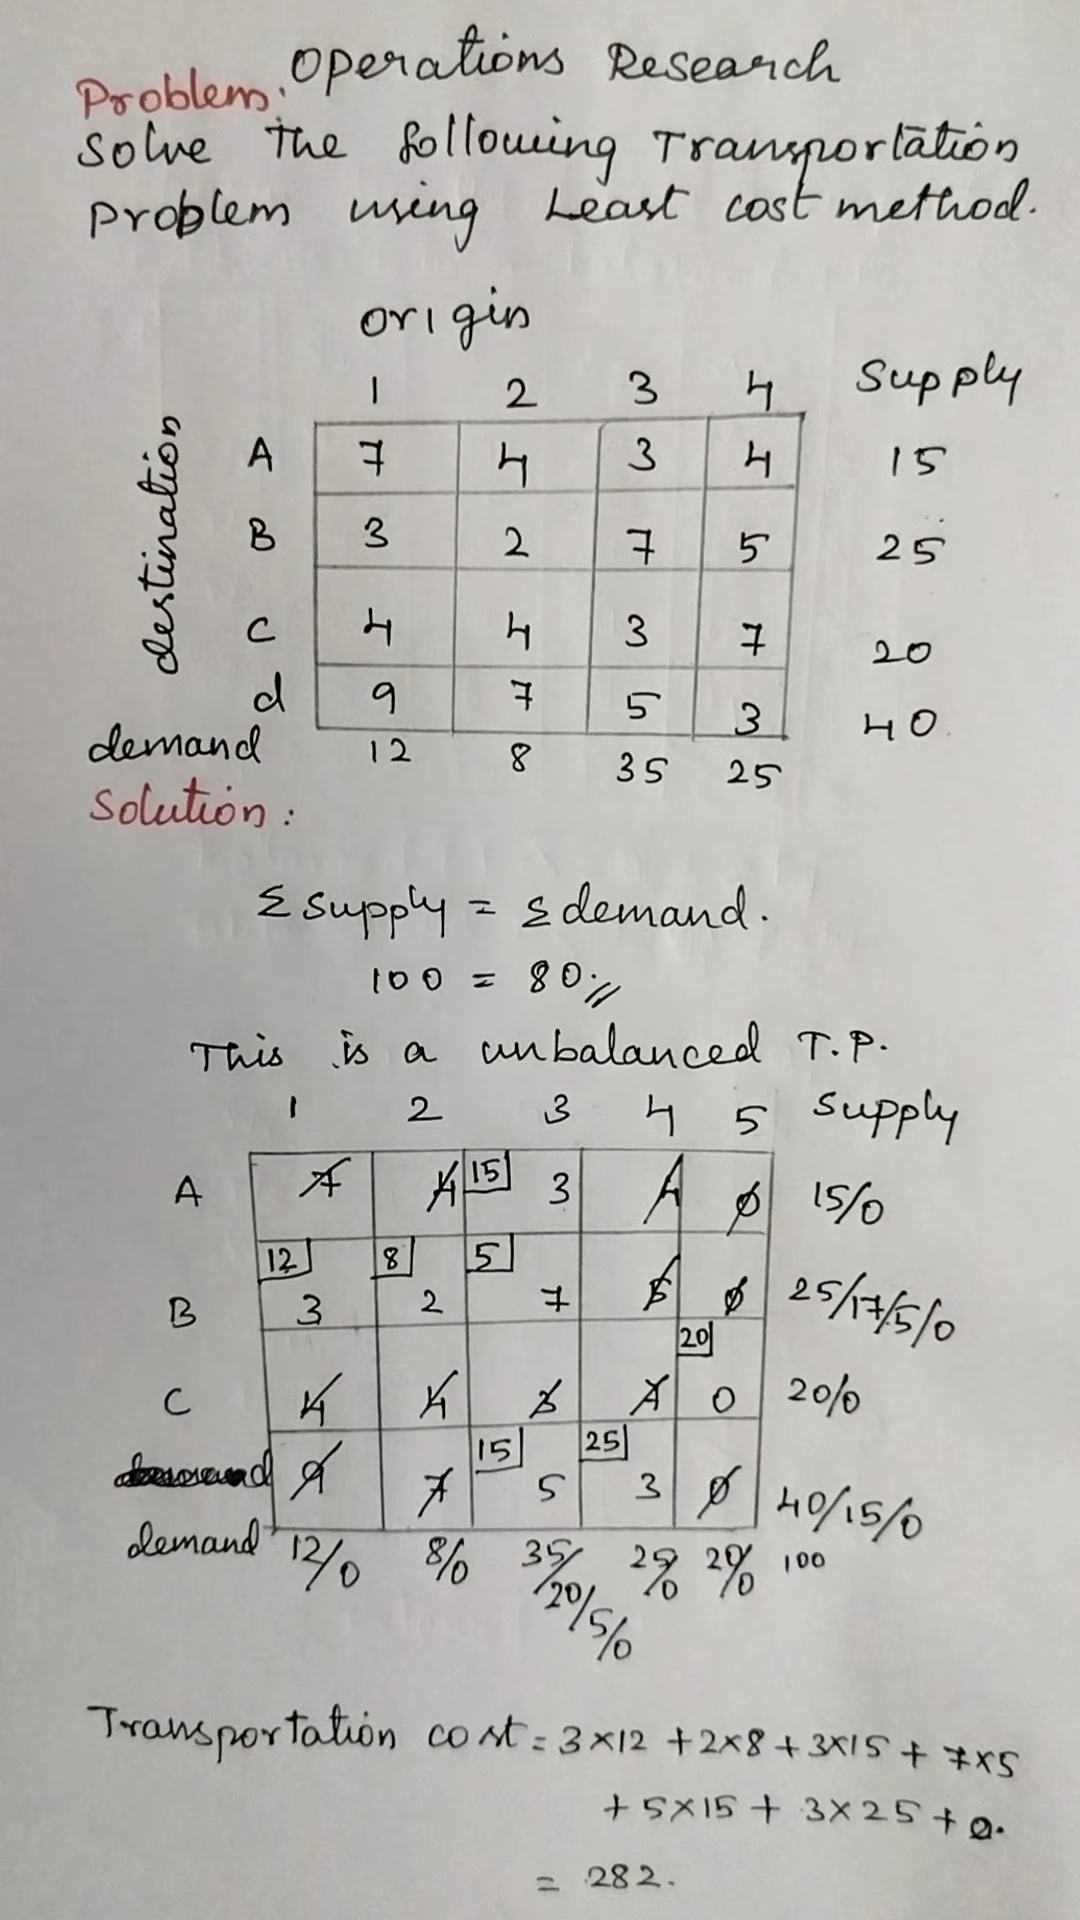 Operations Research
Problem.
Solve The following Transportation
Problem using Least cost method.
origin
1 2 3 4 Supply
destination
A 7 4 3 4 15
B 3 2 7 5 25
C 4 4 3 7 20
d 9 7 5 3 40
demand 12 8 35 25
Solution:
Σ Supply = Σ demand.
100 = 80.//
This is a unbalanced T.P.
1 2 3 4 5 Supply
A 7 4 15 3 4 0 15/0
B 12 3 8 2 5 7 5 0 25/17/5/0
C 4 4 3 7 20 0 20/0
9 7 15 5 25 3 0 40/15/0
demand 12/0 8/0 35/20/5/0 25/0 20/0 100
Transportation cost = 3×12 + 2×8 + 3×15 + 7×5
+ 5×15 + 3×25 + 0.
= 282.